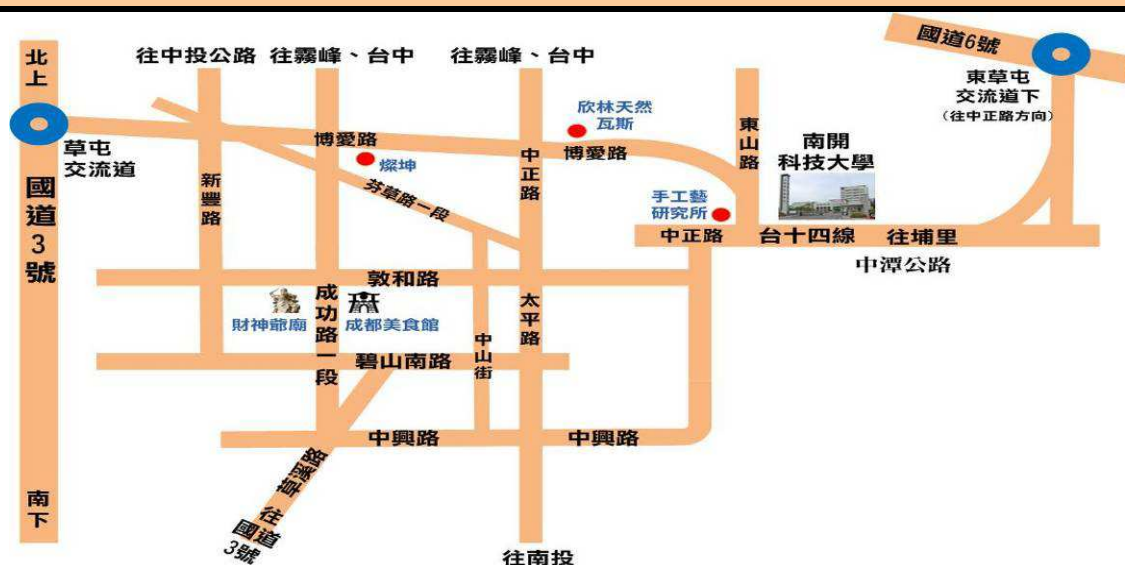 北上
往中投公路
往霧峰、台中
往霧峰、台中
國道6號
東草屯
交流道下
(往中正路方向)
欣林天然
瓦斯
草屯
交流道
博愛路
燦坤
中正路
博愛路
東山路
南開
科技大學
國道3號
新豐路
芬草路一段
手工藝
研究所
中正路
台十四線
往埔里
中潭公路
敦和路
財神爺廟
成功路一段
成都美食館
太平路
碧山南路
中山街
中興路
中興路
草溪路
往
國道
3號
南下
往南投